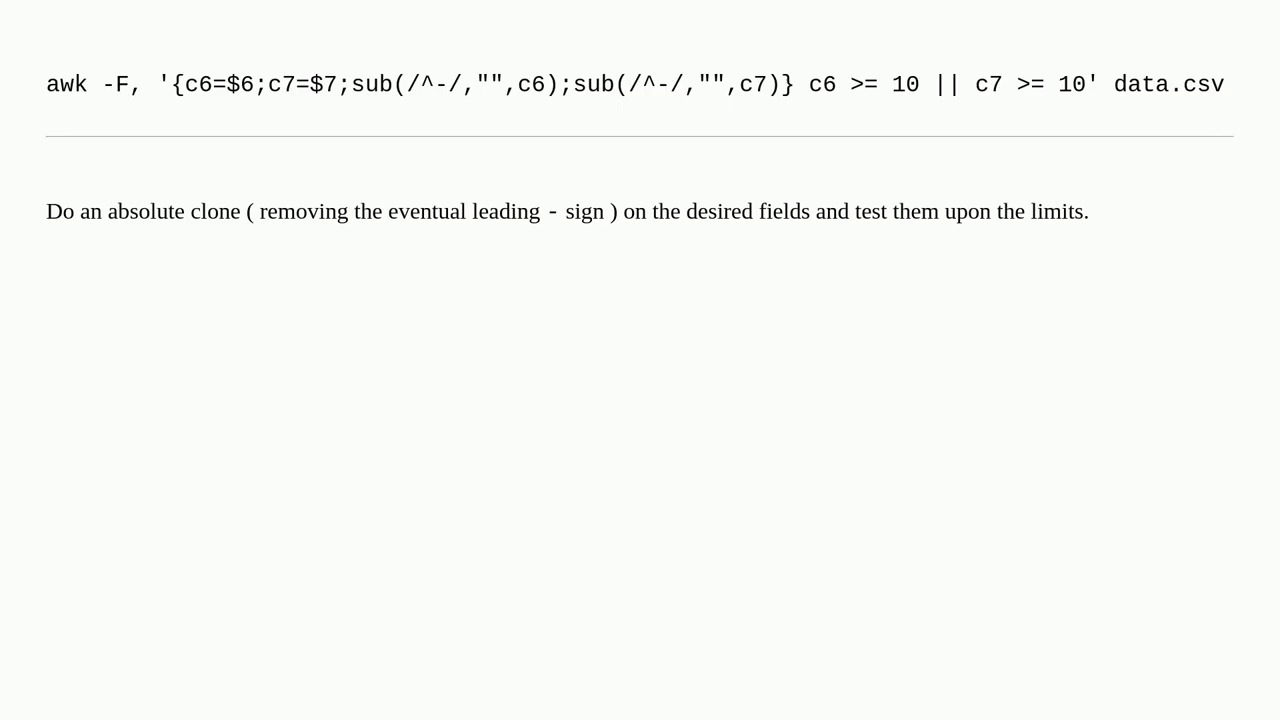 awk -F, '{c6=$6;c7=$7;sub(/^-/,"",c6);sub(/^-/,"",c7)} c6 >= 10 || c7 >= 10' data.csv
Do an absolute clone ( removing the eventual leading - sign ) on the desired fields and test them upon the limits.